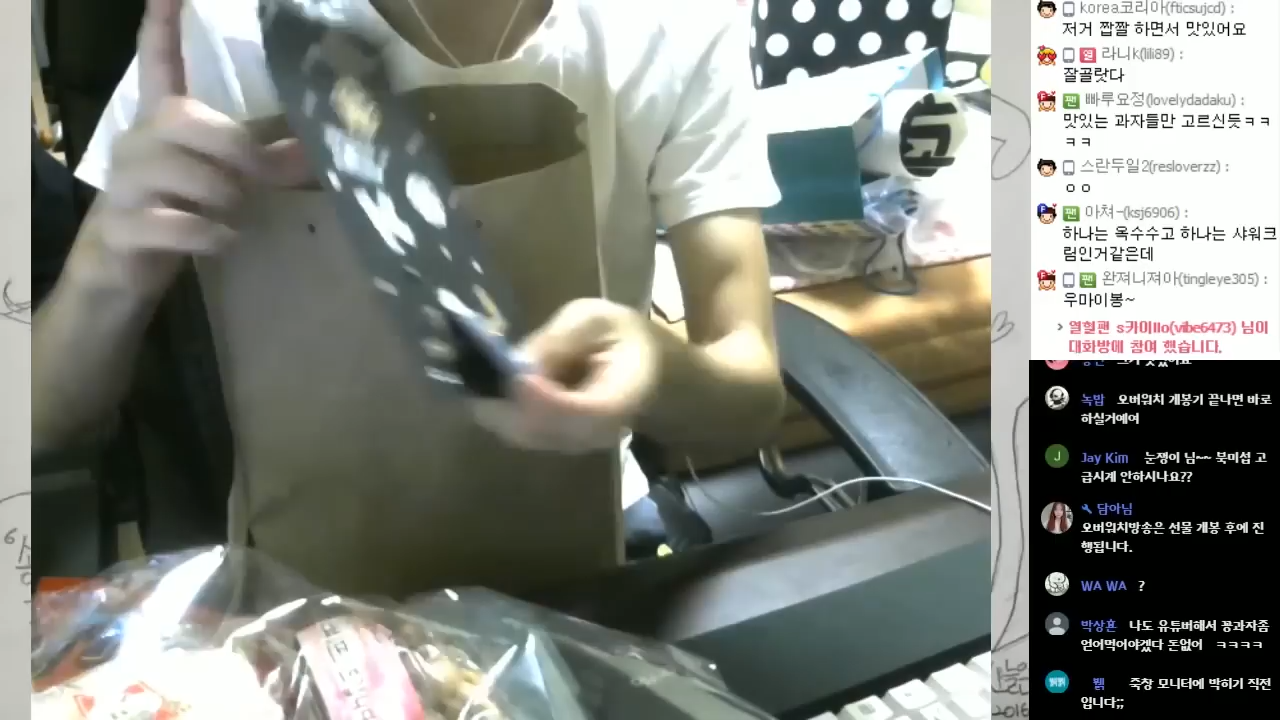 korea코리아(fticsujcd) :
저거 짭짤 하면서 맛있어요
열 라니k(lili89) :
잘골랏다
팬 빠루요정(lovelydadaku) :
맛있는 과자들만 고르신듯ㅋㅋ
ㅋㅋ
스란두일2(resloverzz) :
ㅇㅇ
팬 아쳐-(ksj6906) :
하나는 옥수수고 하나는 샤워크
림인거같은데
팬 완져니져아(tingleye305) :
우마이봉~
열혈팬 s카이llo(vibe6473) 님이
대화방에 참여 했습니다.
녹밥 오버워치 개봉기 끝나면 바로
하실거예여
J Jay Kim 눈쟁이 님~~ 북미섭 고
급시계 안하시나요??
담아님
오버워치방송은 선물 개봉 후에 진
행됩니다.
WA WA ?
박상훈 나도 유튜버해서 꽁과자좀
얻어먹어야겠다 돈없어 ㅋㅋㅋㅋ
뷁 죽창 모니터에 박히기 직전
입니다;;